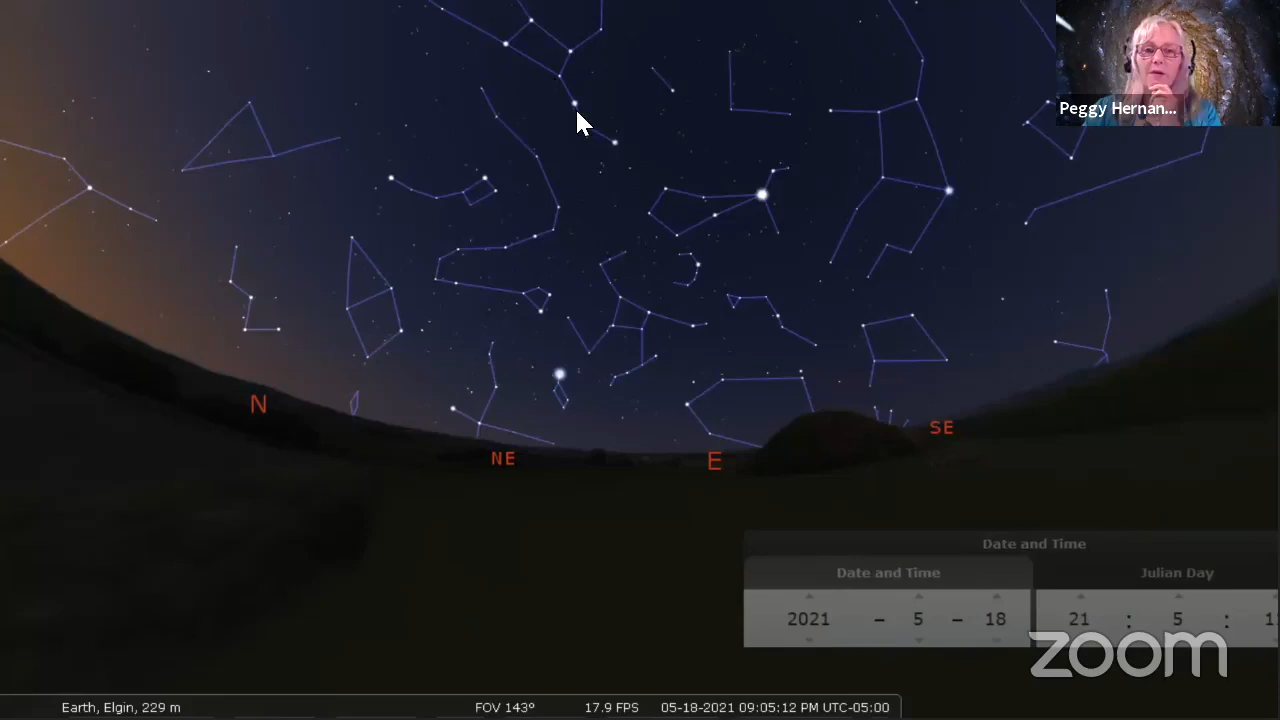 Peggy Hernan...
N
NE
E
SE
Date and Time
Date and Time
Julian Day
2021 - 5 - 18
21 : 5 : 1
zoom
Earth, Elgin, 229 m
FOV 143°
17.9 FPS
05-18-2021 09:05:12 PM UTC-05:00